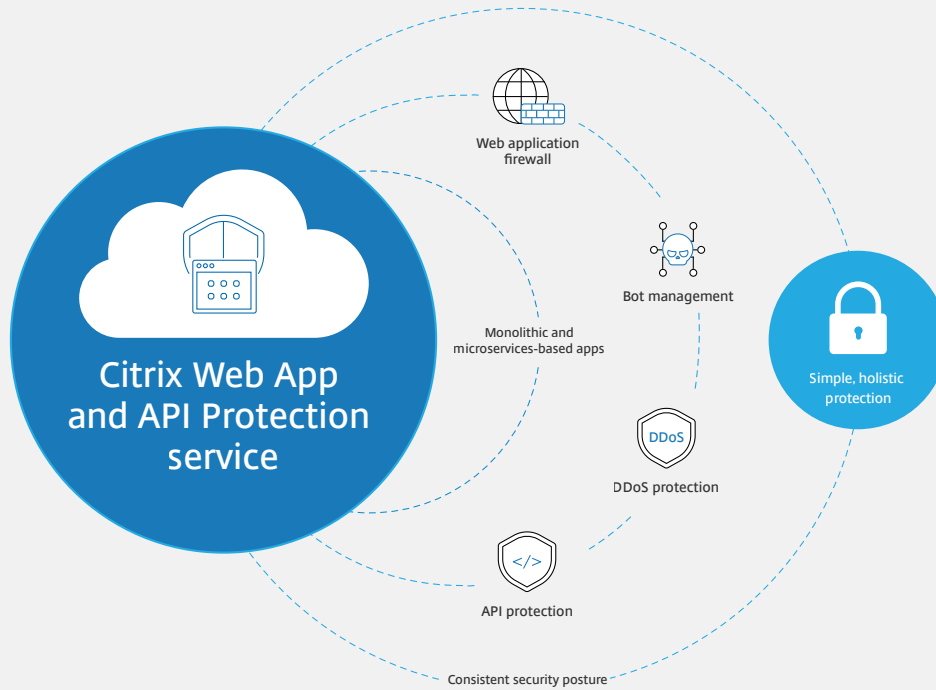 Web application
firewall
Bot management
Monolithic and
microservices-based apps
Citrix Web App
and API Protection
service
Simple, holistic
protection
DDoS
DDoS protection
</>
API protection
Consistent security posture